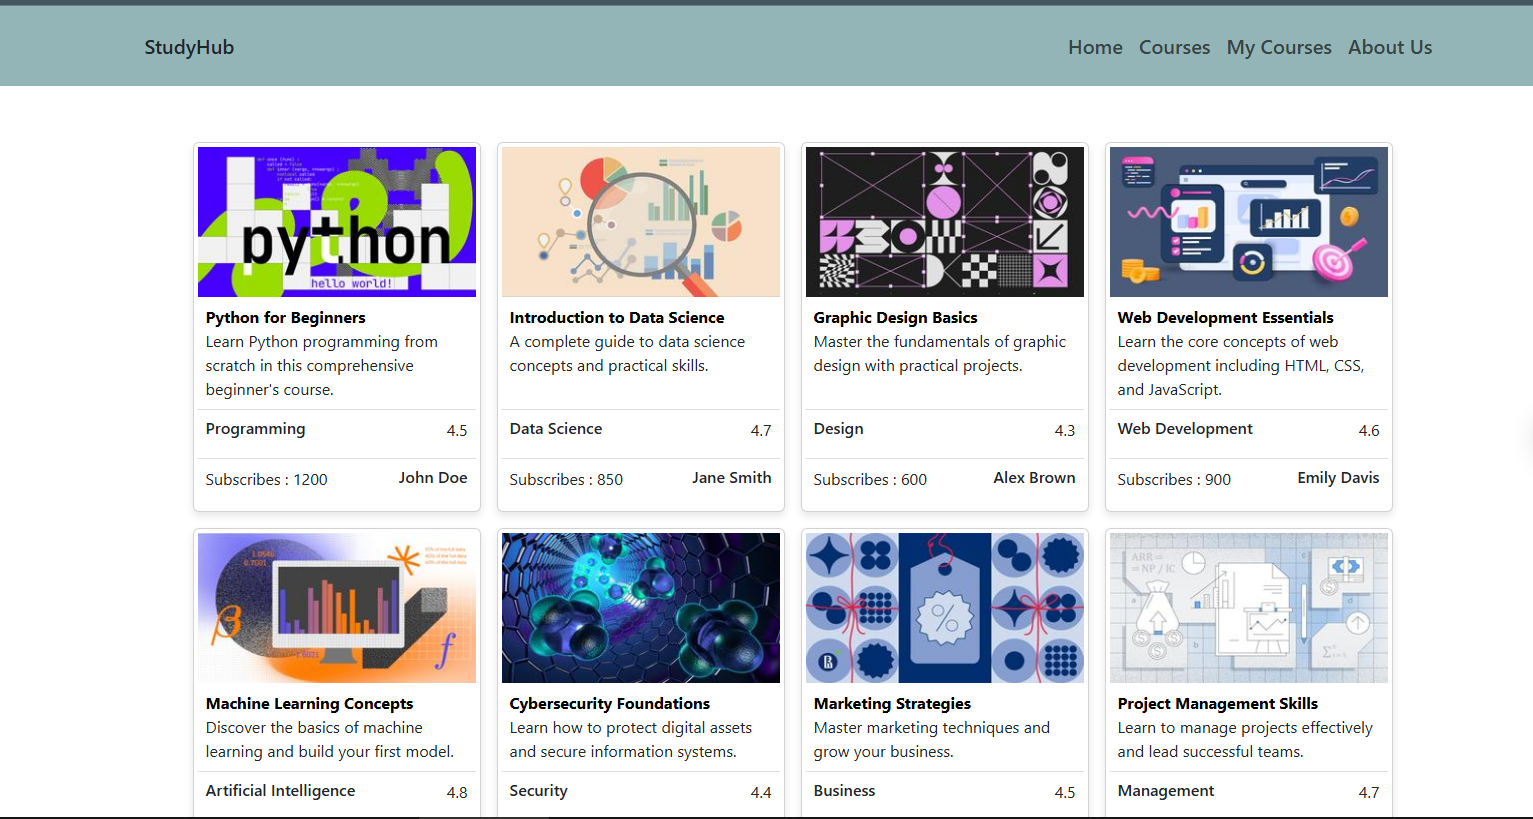 StudyHub
Home Courses My Courses About Us
python
hello world!
Python for Beginners
Learn Python programming from
scratch in this comprehensive
beginner's course.
Programming 4.5
Subscribes : 1200 John Doe
Introduction to Data Science
A complete guide to data science
concepts and practical skills.
Data Science 4.7
Subscribes : 850 Jane Smith
Graphic Design Basics
Master the fundamentals of graphic
design with practical projects.
Design 4.3
Subscribes : 600 Alex Brown
Web Development Essentials
Learn the core concepts of web
development including HTML, CSS,
and JavaScript.
Web Development 4.6
Subscribes : 900 Emily Davis
β
f
Machine Learning Concepts
Discover the basics of machine
learning and build your first model.
Artificial Intelligence 4.8
Cybersecurity Foundations
Learn how to protect digital assets
and secure information systems.
Security 4.4
%
Marketing Strategies
Master marketing techniques and
grow your business.
Business 4.5
ARR =
= NP / IC
Project Management Skills
Learn to manage projects effectively
and lead successful teams.
Management 4.7